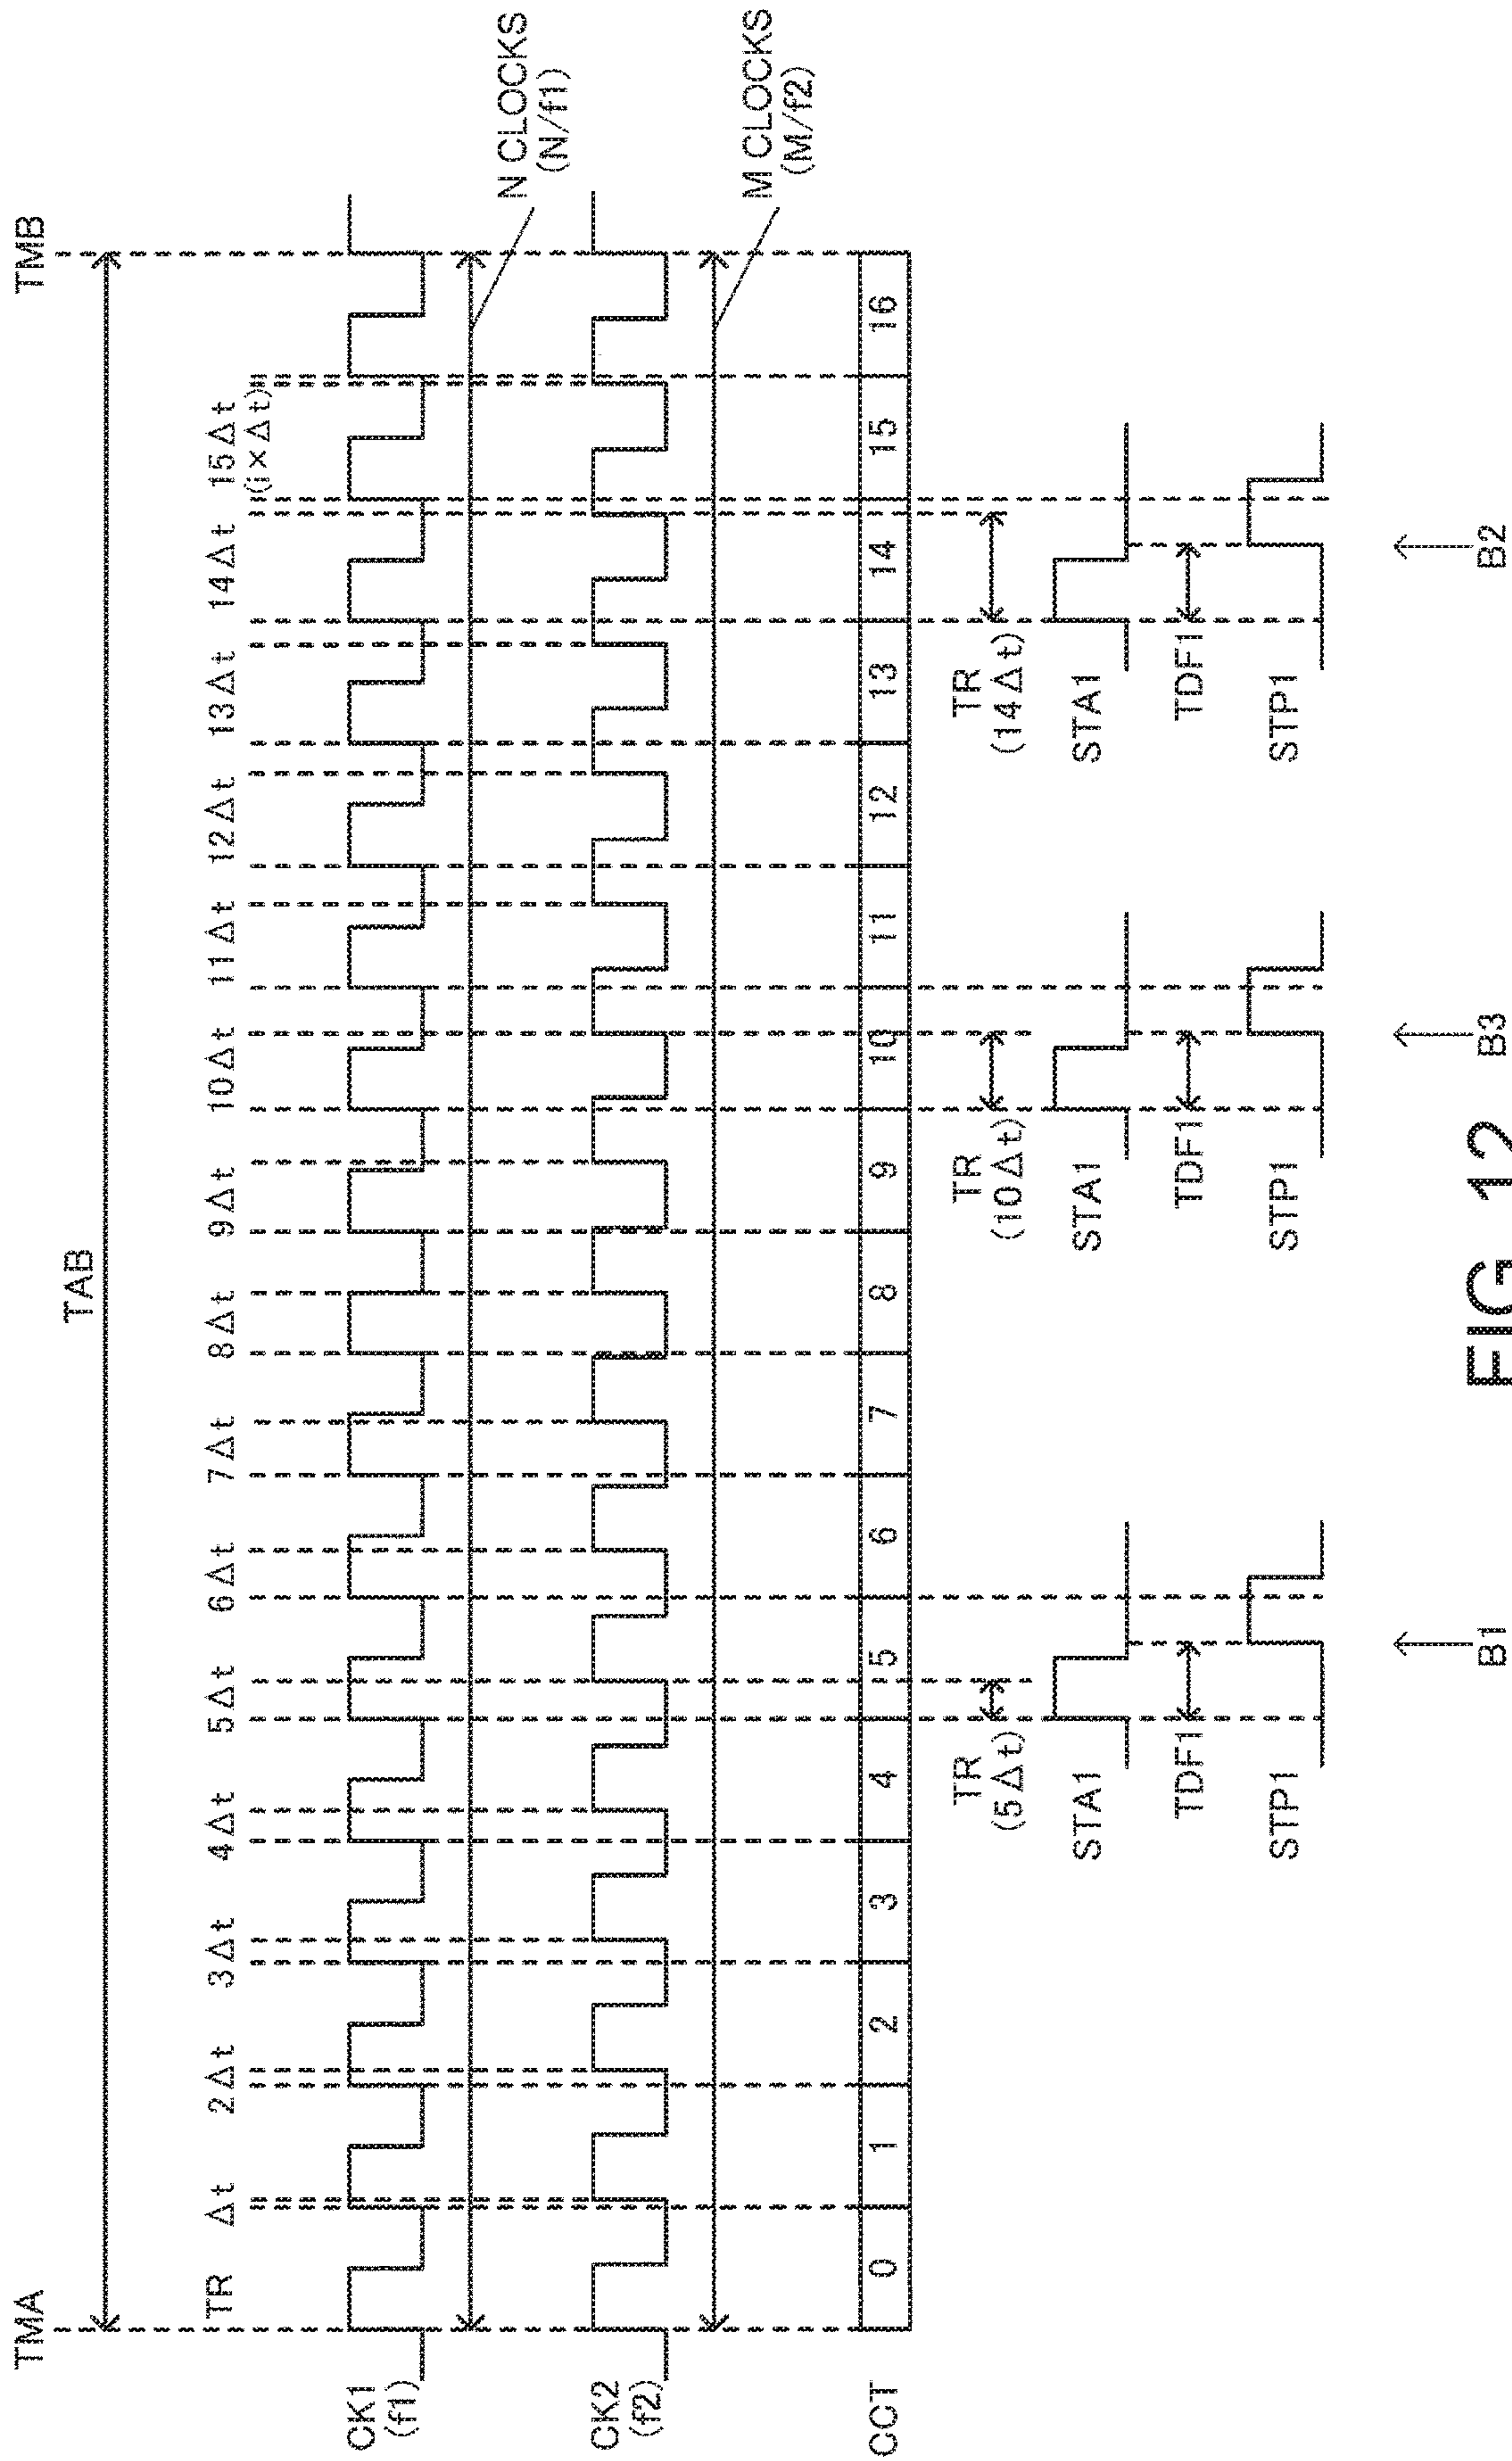 TMA
TMB
TAB
TR
Δt
2Δt
3Δt
4Δt
5Δt
6Δt
7Δt
8Δt
9Δt
10Δt
11Δt
12Δt
13Δt
14Δt
15Δt
(i×Δt)
CK1
(f1)
N CLOCKS
(N/f1)
CK2
(f2)
M CLOCKS
(M/f2)
CCT
0 1 2 3 4 5 6 7 8 9 10 11 12 13 14 15 16
TR
(5Δt)
STA1
TDF1
STP1
B1
TR
(10Δt)
STA1
TDF1
STP1
B3
TR
(14Δt)
STA1
TDF1
STP1
B2
FIG. 12